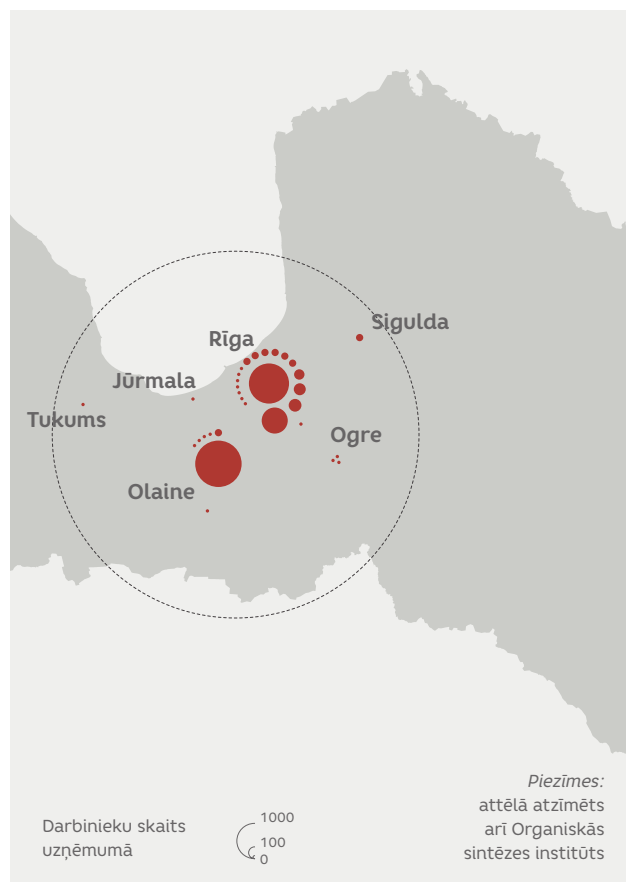 Sigulda
Rīga
Jūrmala
Tukums
Ogre
Olaine
Darbinieku skaits
uzņēmumā
1000
100
0
Piezīmes:
attēlā atzīmēts
arī Organiskās
sintēzes institūts